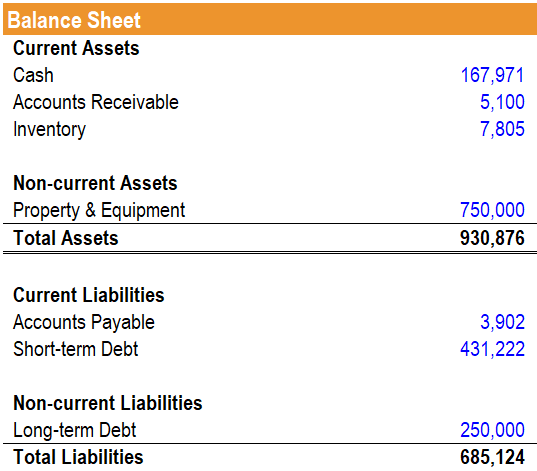 Balance Sheet
Current Assets
Cash 167,971
Accounts Receivable 5,100
Inventory 7,805
Non-current Assets
Property & Equipment 750,000
Total Assets 930,876
Current Liabilities
Accounts Payable 3,902
Short-term Debt 431,222
Non-current Liabilities
Long-term Debt 250,000
Total Liabilities 685,124